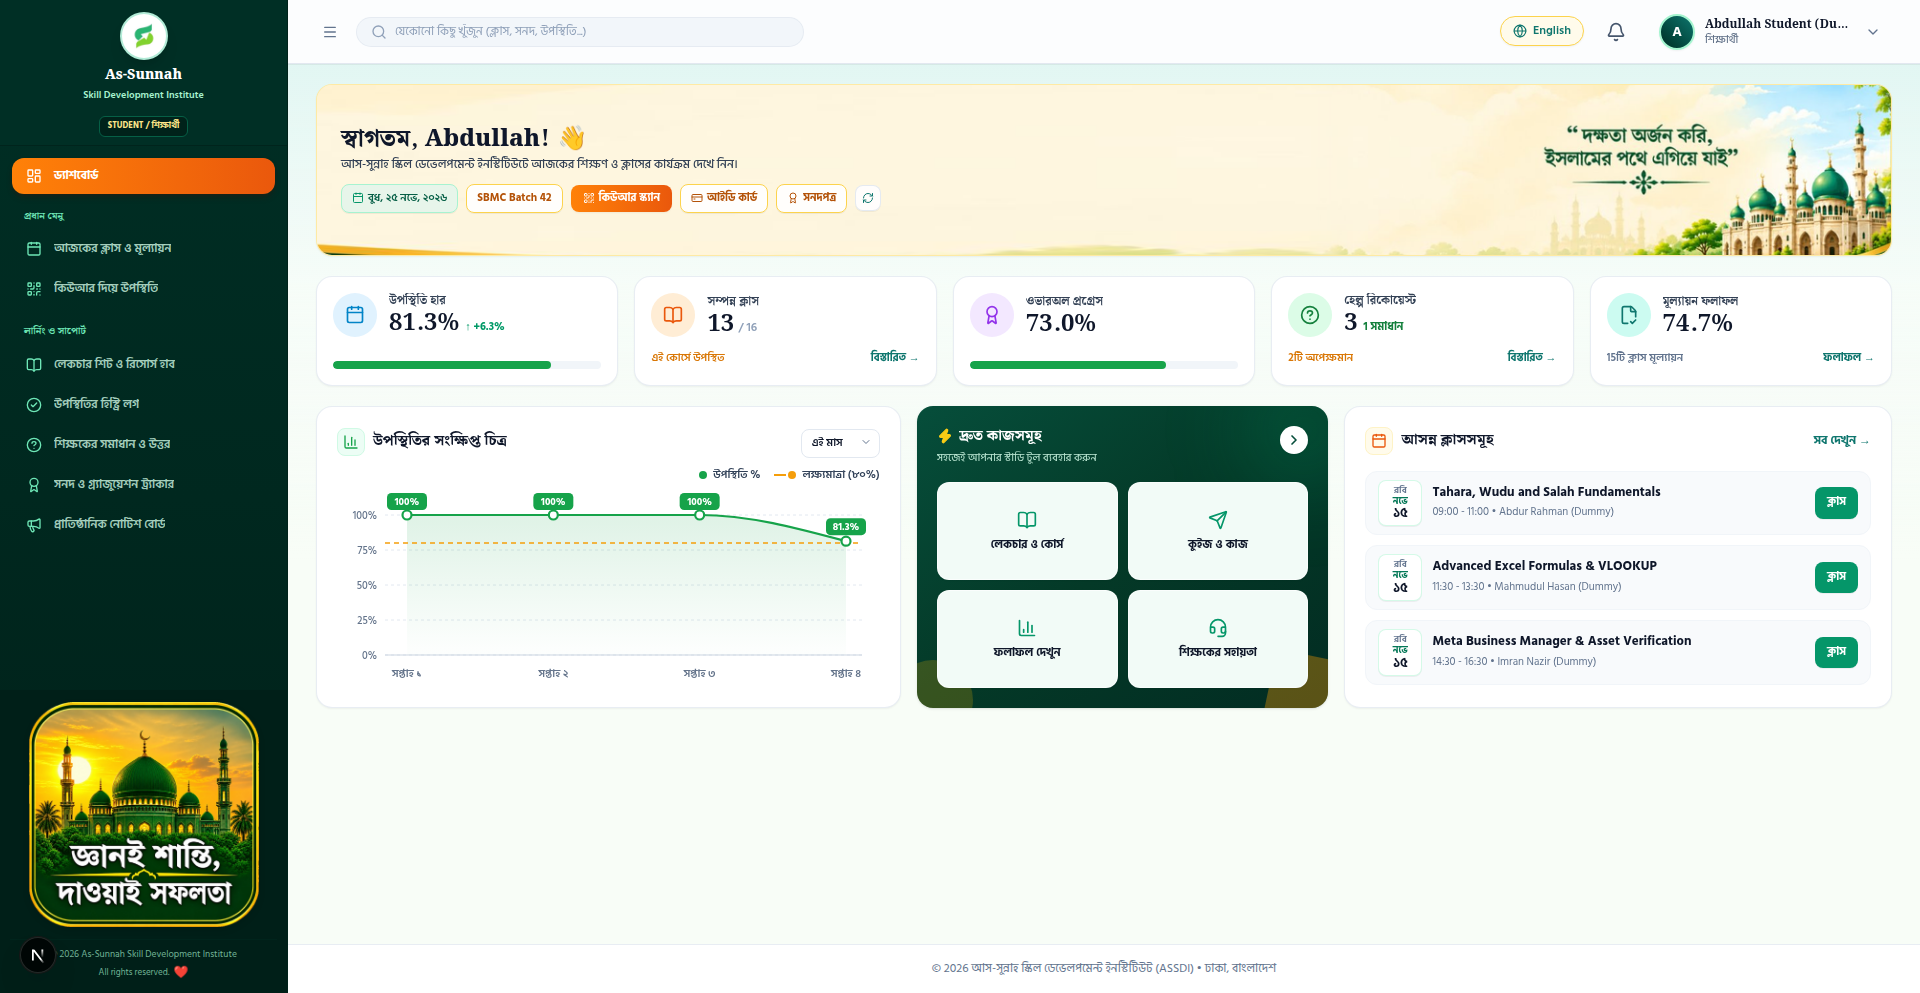 As-Sunnah
Skill Development Institute
STUDENT / শিক্ষার্থী
ড্যাশবোর্ড
প্রধান মেনু
আজকের ক্লাস ও মূল্যায়ন
কিউআর দিয়ে উপস্থিতি
লার্নিং ও সাপোর্ট
লেকচার শিট ও রিসোর্স হাব
উপস্থিতির হিস্ট্রি লগ
শিক্ষকের সমাধান ও উত্তর
সনদ ও গ্র্যাজুয়েশন ট্র্যাকার
প্রাতিষ্ঠানিক নোটিশ বোর্ড
জ্ঞানই শান্তি,
দাওয়াই সফলতা
N
2026 As-Sunnah Skill Development Institute
All rights reserved. ❤️
যেকোনো কিছু খুঁজুন (ক্লাস, সনদ, উপস্থিতি...)
English
A
Abdullah Student (Du...
শিক্ষার্থী
স্বাগতম, Abdullah! 👋
আস-সুন্নাহ স্কিল ডেভেলপমেন্ট ইনস্টিটিউটে আজকের শিক্ষণ ও ক্লাসের কার্যক্রম দেখে নিন।
বুধ, ২৫ নভে, ২০২৬
SBMC Batch 42
কিউআর স্ক্যান
আইডি কার্ড
সনদপত্র
“ দক্ষতা অর্জন করি,
ইসলামের পথে এগিয়ে যাই”
উপস্থিতি হার
81.3% ↑ +6.3%
সম্পন্ন ক্লাস
13 / 16
এই কোর্সে উপস্থিত
বিস্তারিত →
ওভারঅল প্রগ্রেস
73.0%
হেল্প রিকোয়েস্ট
3 1 সমাধান
2টি অপেক্ষমান
বিস্তারিত →
মূল্যায়ন ফলাফল
74.7%
15টি ক্লাস মূল্যায়ন
ফলাফল →
উপস্থিতির সংক্ষিপ্ত চিত্র
এই মাস
উপস্থিতি %
লক্ষ্যমাত্রা (৮০%)
100%
100%
100%
81.3%
100%
75%
50%
25%
0%
সপ্তাহ ১
সপ্তাহ ২
সপ্তাহ ৩
সপ্তাহ ৪
⚡ দ্রুত কাজসমূহ
সহজেই আপনার স্টাডি টুল ব্যবহার করুন
লেকচার ও কোর্স
কুইজ ও কাজ
ফলাফল দেখুন
শিক্ষকের সহায়তা
আসন্ন ক্লাসসমূহ
সব দেখুন →
রবি
নভে
১৫
Tahara, Wudu and Salah Fundamentals
09:00 - 11:00 • Abdur Rahman (Dummy)
ক্লাস
রবি
নভে
১৫
Advanced Excel Formulas & VLOOKUP
11:30 - 13:30 • Mahmudul Hasan (Dummy)
ক্লাস
রবি
নভে
১৫
Meta Business Manager & Asset Verification
14:30 - 16:30 • Imran Nazir (Dummy)
ক্লাস
© 2026 আস-সুন্নাহ স্কিল ডেভেলপমেন্ট ইনস্টিটিউট (ASSDI) • ঢাকা, বাংলাদেশ